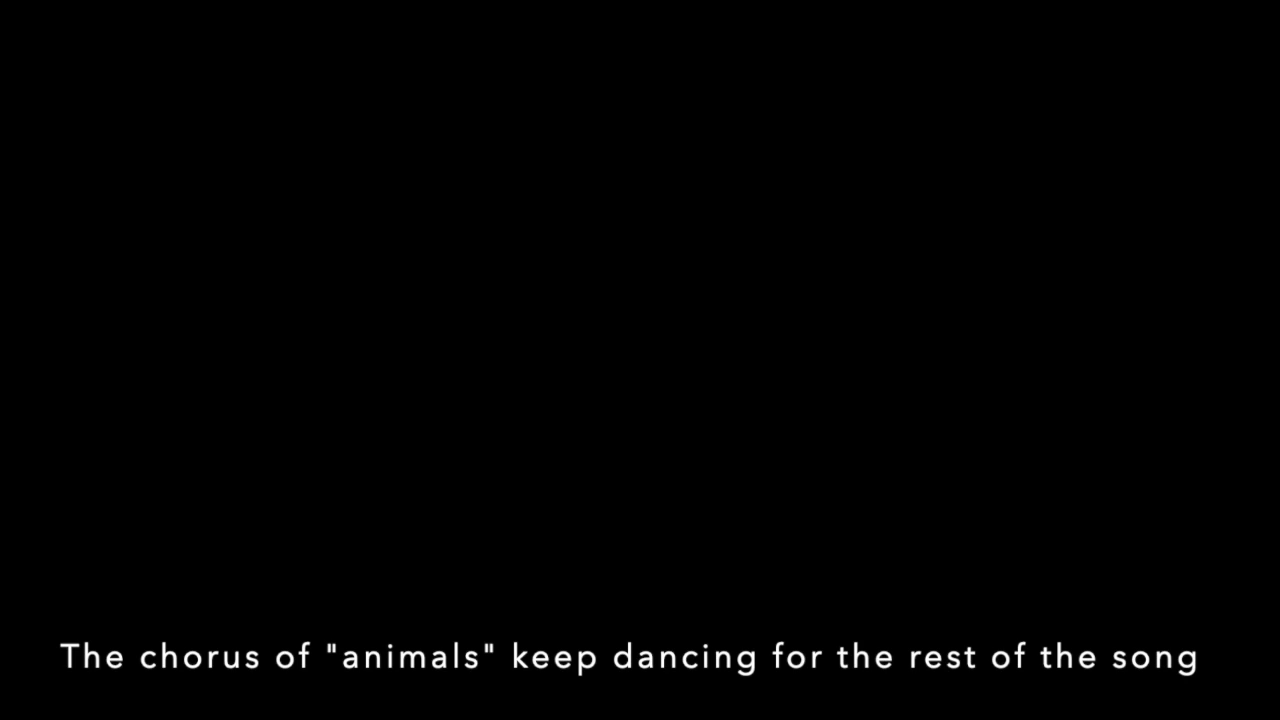 The chorus of "animals" keep dancing for the rest of the song